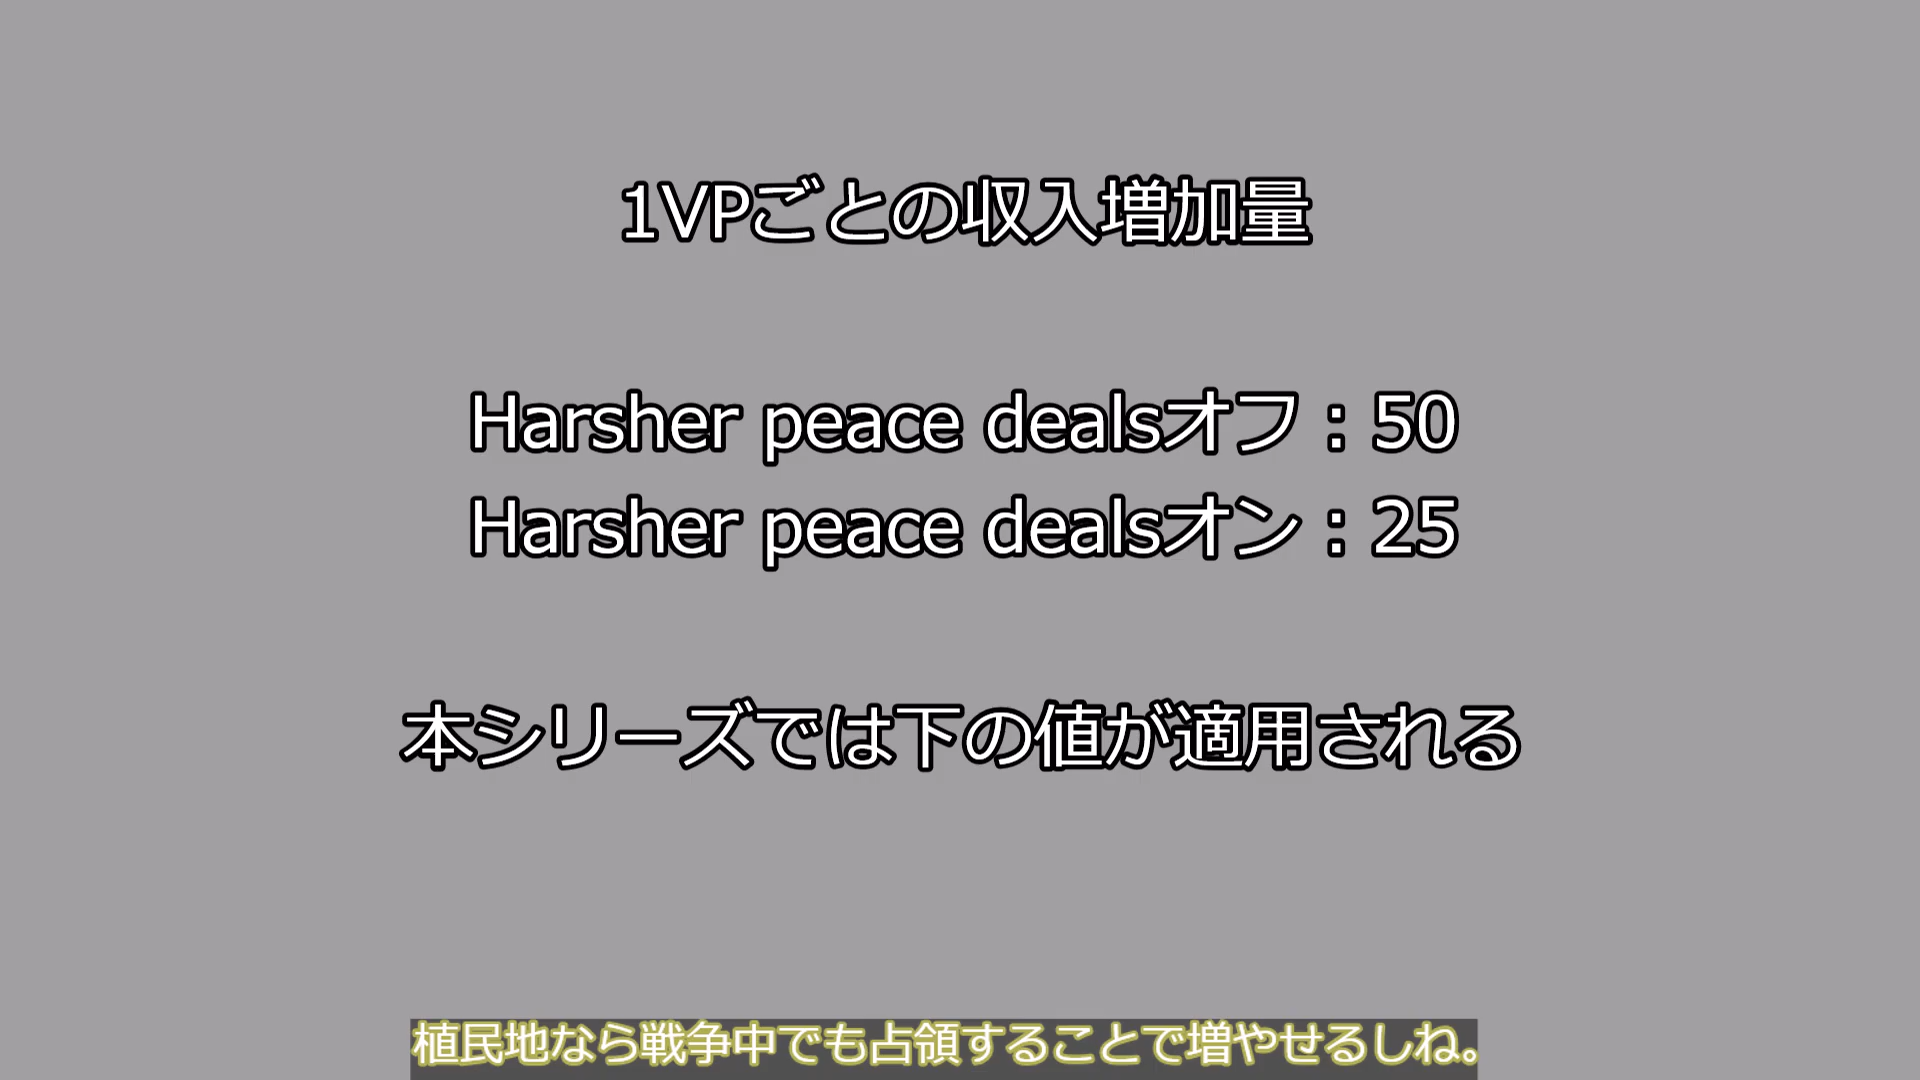 1VPごとの収入増加量
Harsher peace dealsオフ：50
Harsher peace dealsオン：25
本シリーズでは下の値が適用される
植民地なら戦争中でも占領することで増やせるしね。